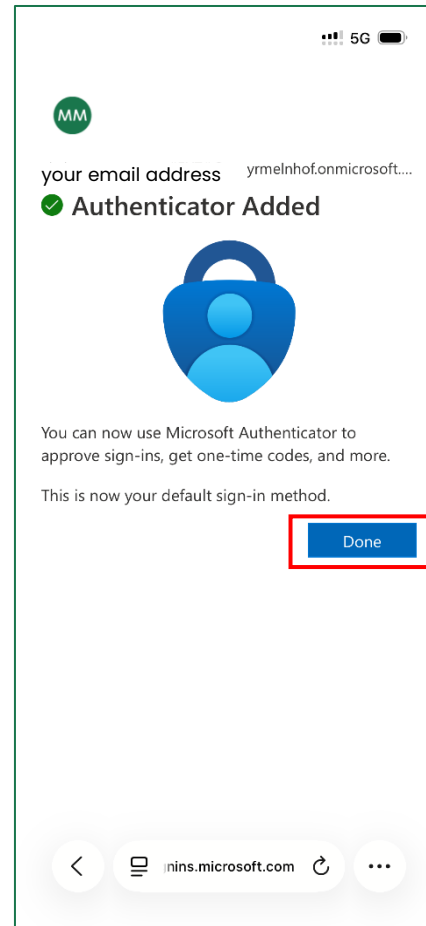 5G
MM
your email address yrmelnhof.onmicrosoft....
Authenticator Added
You can now use Microsoft Authenticator to
approve sign-ins, get one-time codes, and more.
This is now your default sign-in method.
Done
nins.microsoft.com